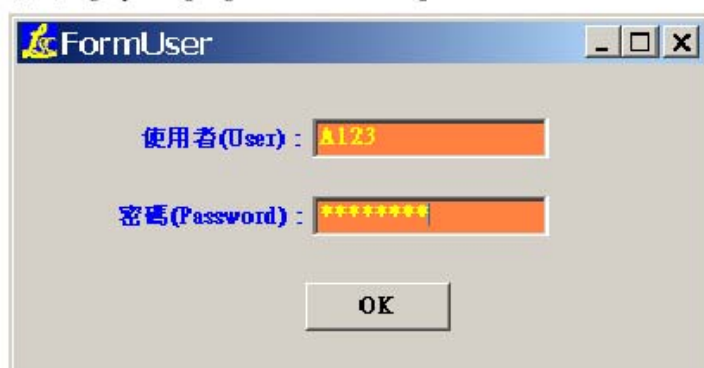 FormUser
使用者(User) : A123
密碼(Password) : ********
OK